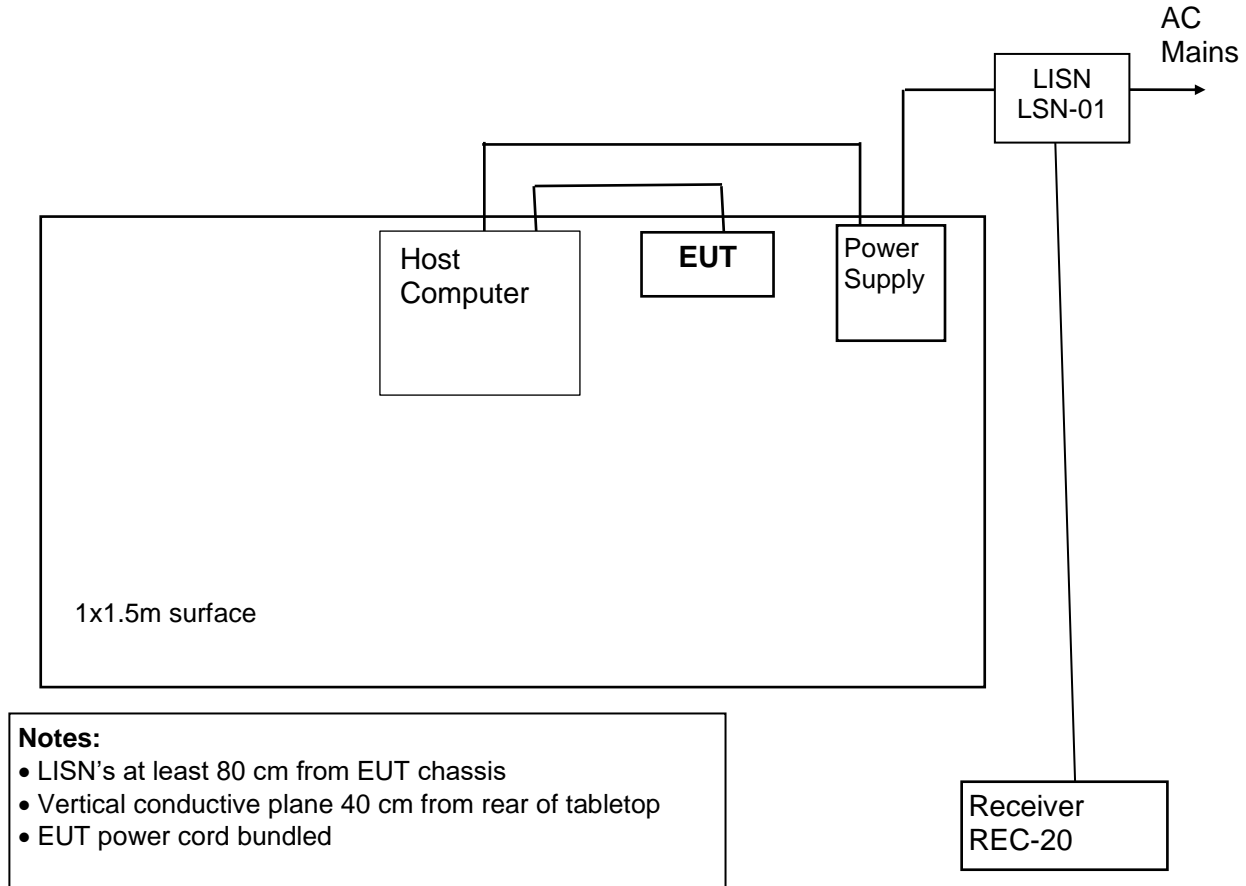 AC
Mains
LISN
LSN-01
Host
Computer
EUT
Power
Supply
1x1.5m surface
Notes:
• LISN’s at least 80 cm from EUT chassis
• Vertical conductive plane 40 cm from rear of tabletop
• EUT power cord bundled
Receiver
REC-20